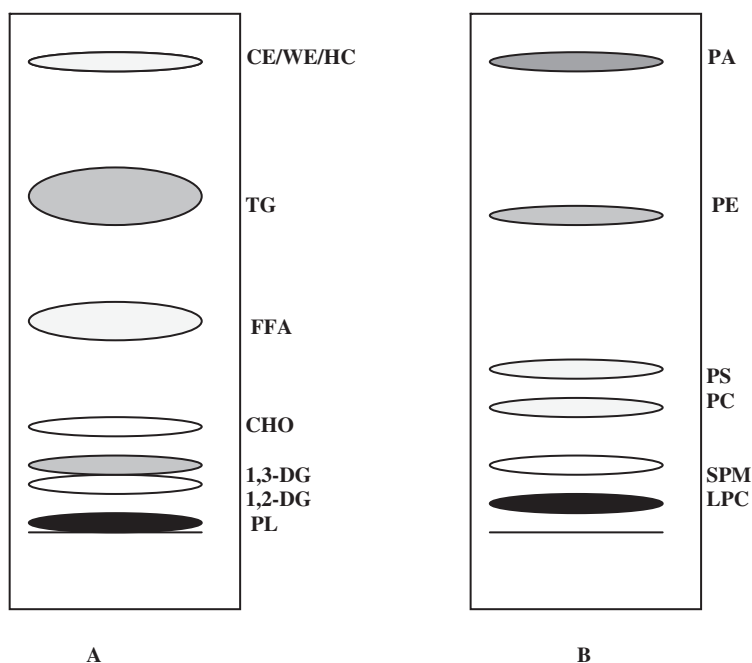 CE/WE/HC
TG
FFA
CHO
1,3-DG
1,2-DG
PL
A
PA
PE
PS
PC
SPM
LPC
B